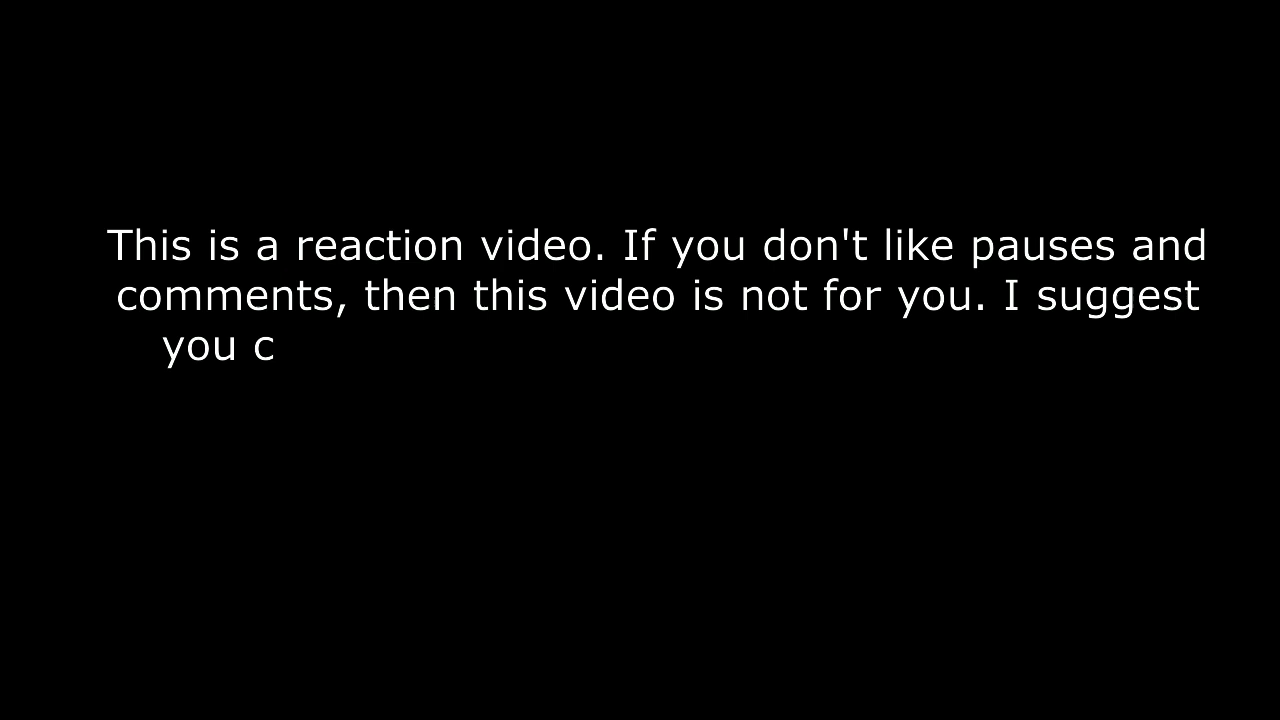 This is a reaction video. If you don't like pauses and
comments, then this video is not for you. I suggest
you c